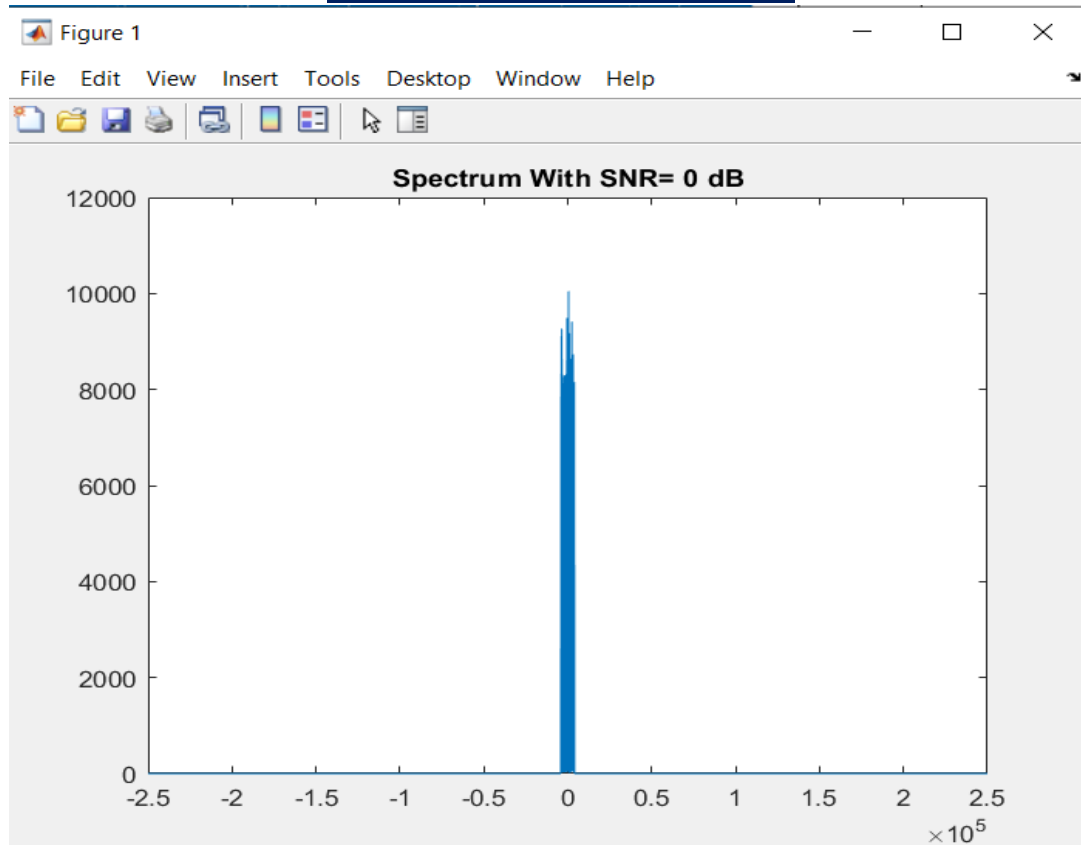 Figure 1
File Edit View Insert Tools Desktop Window Help
Spectrum With SNR= 0 dB
12000
10000
8000
6000
4000
2000
0
-2.5 -2 -1.5 -1 -0.5 0 0.5 1 1.5 2 2.5
×10⁵